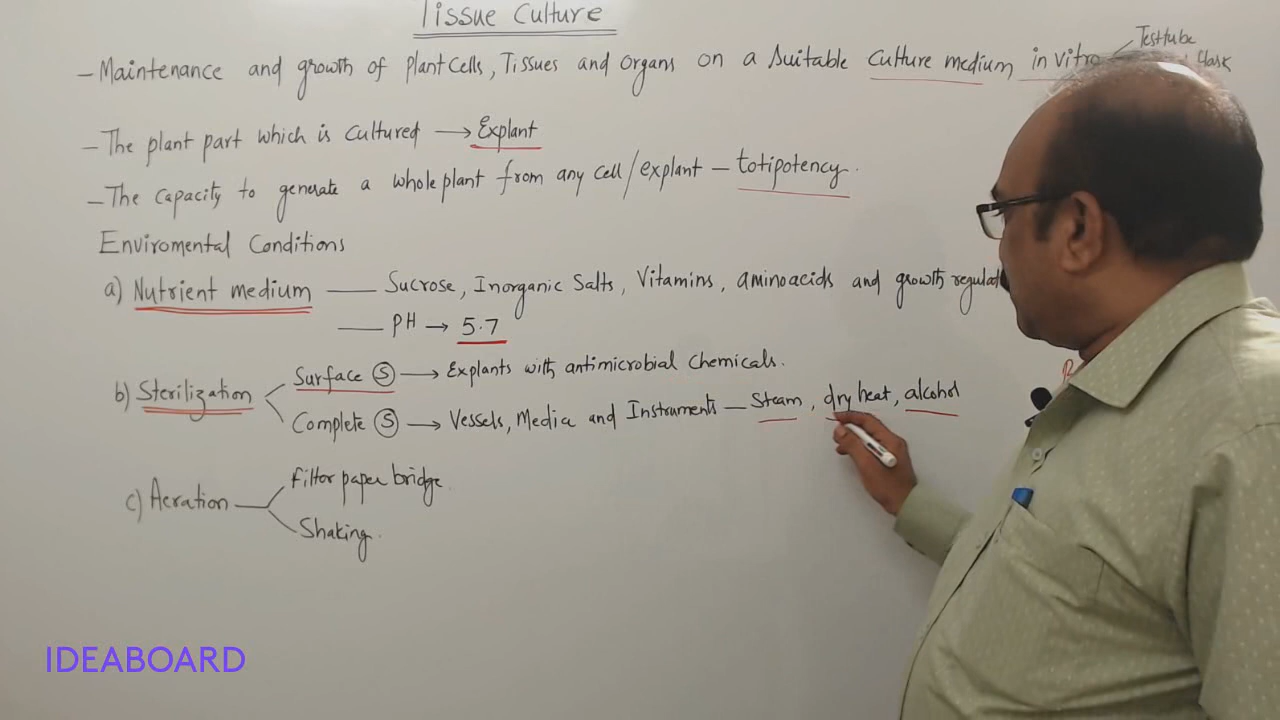 Tissue Culture
Testtube
- Maintenance and growth of plant cells, Tissues and organs on a suitable culture medium in vitro flask
- The plant part which is cultured → Explant
- The capacity to generate a whole plant from any cell/explant - totipotency.
Enviromental Conditions
a) Nutrient medium — Sucrose, Inorganic Salts, Vitamins, aminoacids and growth regulat
— PH → 5.7
b) Sterilization
Surface Ⓢ → Explants with antimicrobial chemicals.
Complete Ⓢ → Vessels, Media and Instruments - Steam, dry heat, alcohol
c) Aeration
Filter paper bridge.
Shaking.
IDEABOARD